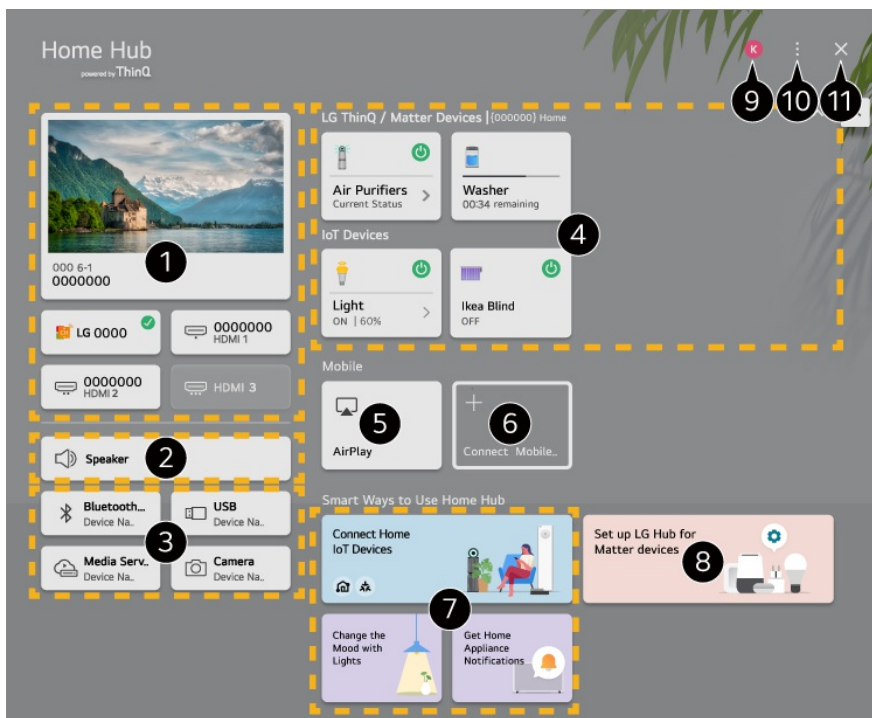 Home Hub
powered by ThinQ
K
9
10
11
LG ThinQ / Matter Devices | {000000} Home
1
000 6-1
0000000
LG 0000
0000000
HDMI 1
0000000
HDMI 2
HDMI 3
Air Purifiers
Current Status
Washer
00:34 remaining
4
IoT Devices
Light
ON | 60%
Ikea Blind
OFF
Mobile
5
AirPlay
6
Connect Mobile..
Speaker
2
Bluetooth...
Device Na..
USB
Device Na..
3
Media Serv..
Device Na..
Camera
Device Na..
Smart Ways to Use Home Hub
Connect Home
IoT Devices
Set up LG Hub for
Matter devices
8
7
Change the
Mood with
Lights
Get Home
Appliance
Notifications